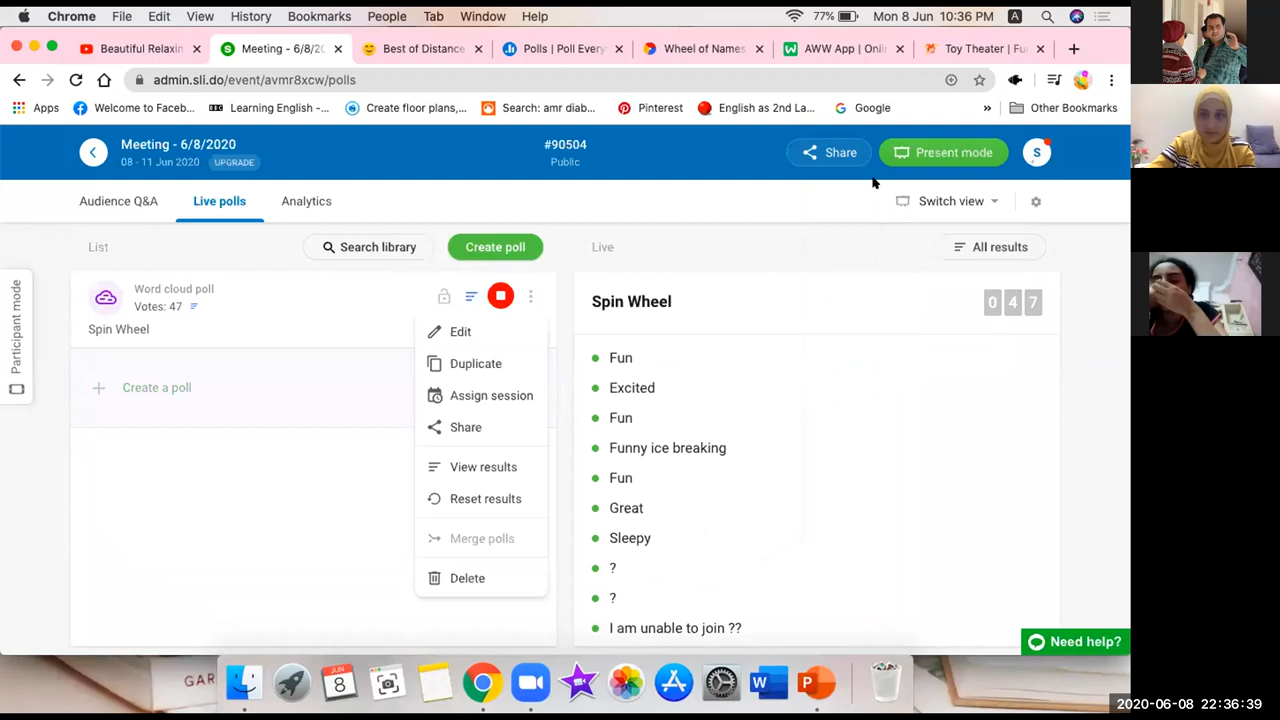 Chrome File Edit View History Bookmarks People Tab Window Help 77% Mon 8 Jun 10:36 PM A
Beautiful Relaxin Meeting - 6/8/20 Best of Distance Polls | Poll Every Wheel of Names AWW App | Onli Toy Theater | Fu
admin.sli.do/event/avmr8xcw/polls
Apps Welcome to Faceb... Learning English -... Create floor plans,... Search: amr diab... Pinterest English as 2nd La... Google » Other Bookmarks
Meeting - 6/8/2020
08 - 11 Jun 2020 UPGRADE
#90504
Public
Share
Present mode
S
Audience Q&A Live polls Analytics
Switch view
Participant mode
List
Search library
Create poll
Live
All results
Word cloud poll
Votes: 47
Spin Wheel
Create a poll
Edit
Duplicate
Assign session
Share
View results
Reset results
Merge polls
Delete
Spin Wheel
047
Fun
Excited
Fun
Funny ice breaking
Fun
Great
Sleepy
?
?
I am unable to join ??
Need help?
GAR
JUN
8
W
P
2020-06-08 22:36:39